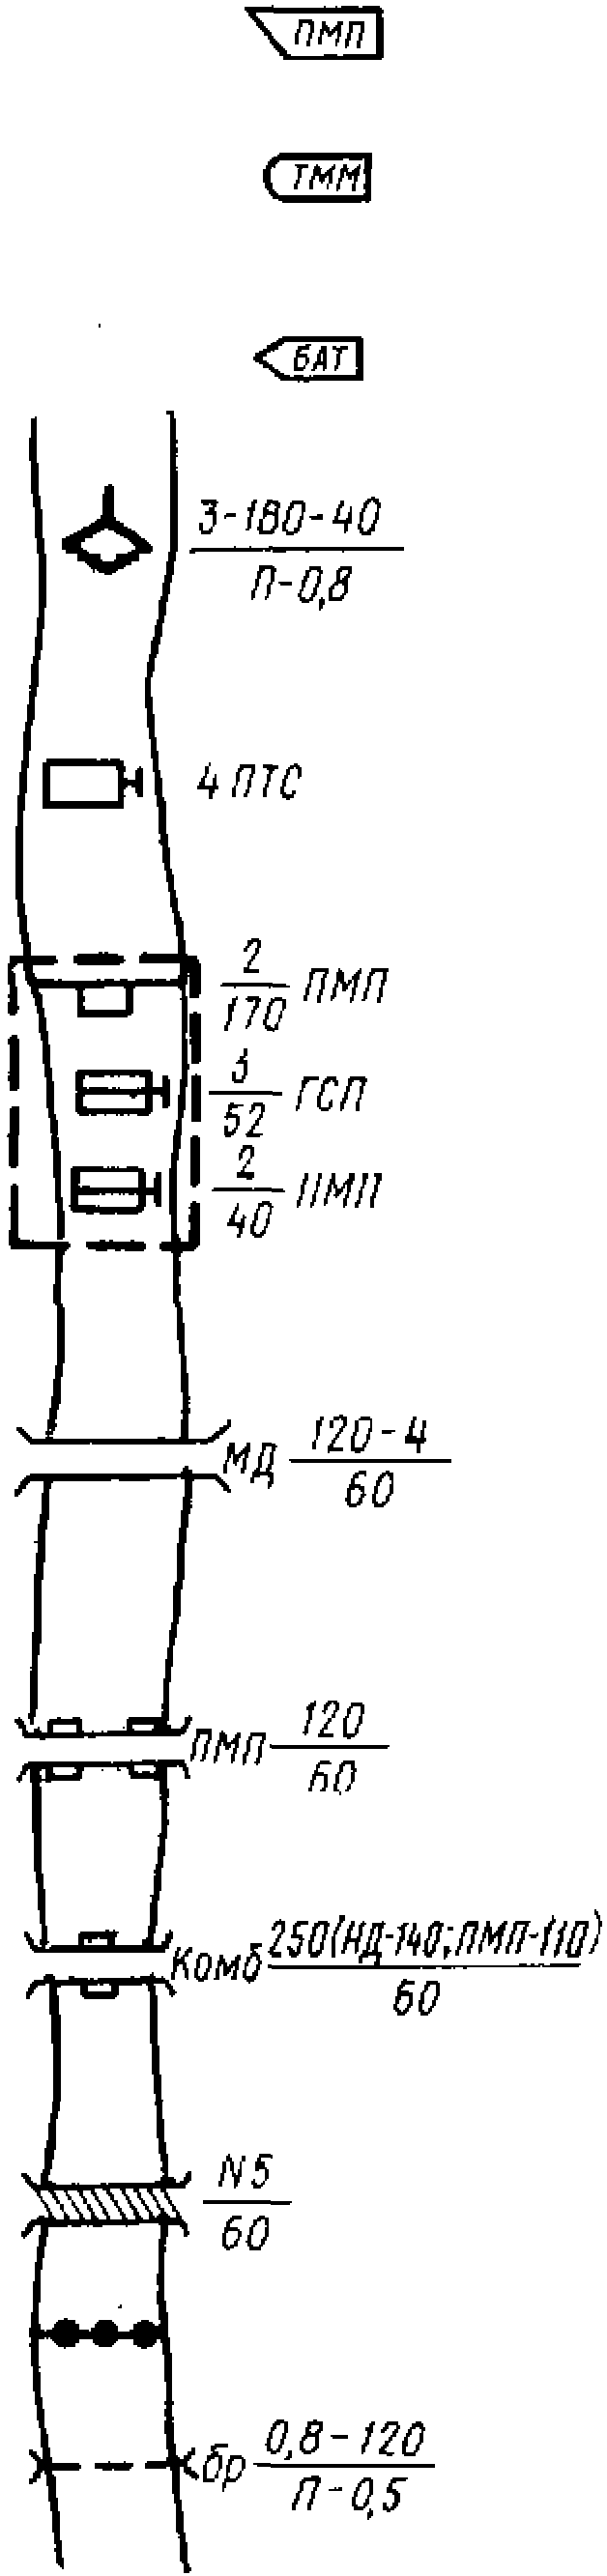 ПМП
ТММ
БАТ
3-180-40
П-0,8
4 ПТС
2
170 ПМП
3
52 ГСП
2
40 ПМП
МД 120-4
60
ПМП 120
60
Комб 250(НД-140; ПМП-110)
60
N5
60
бр 0,8-120
П-0,5